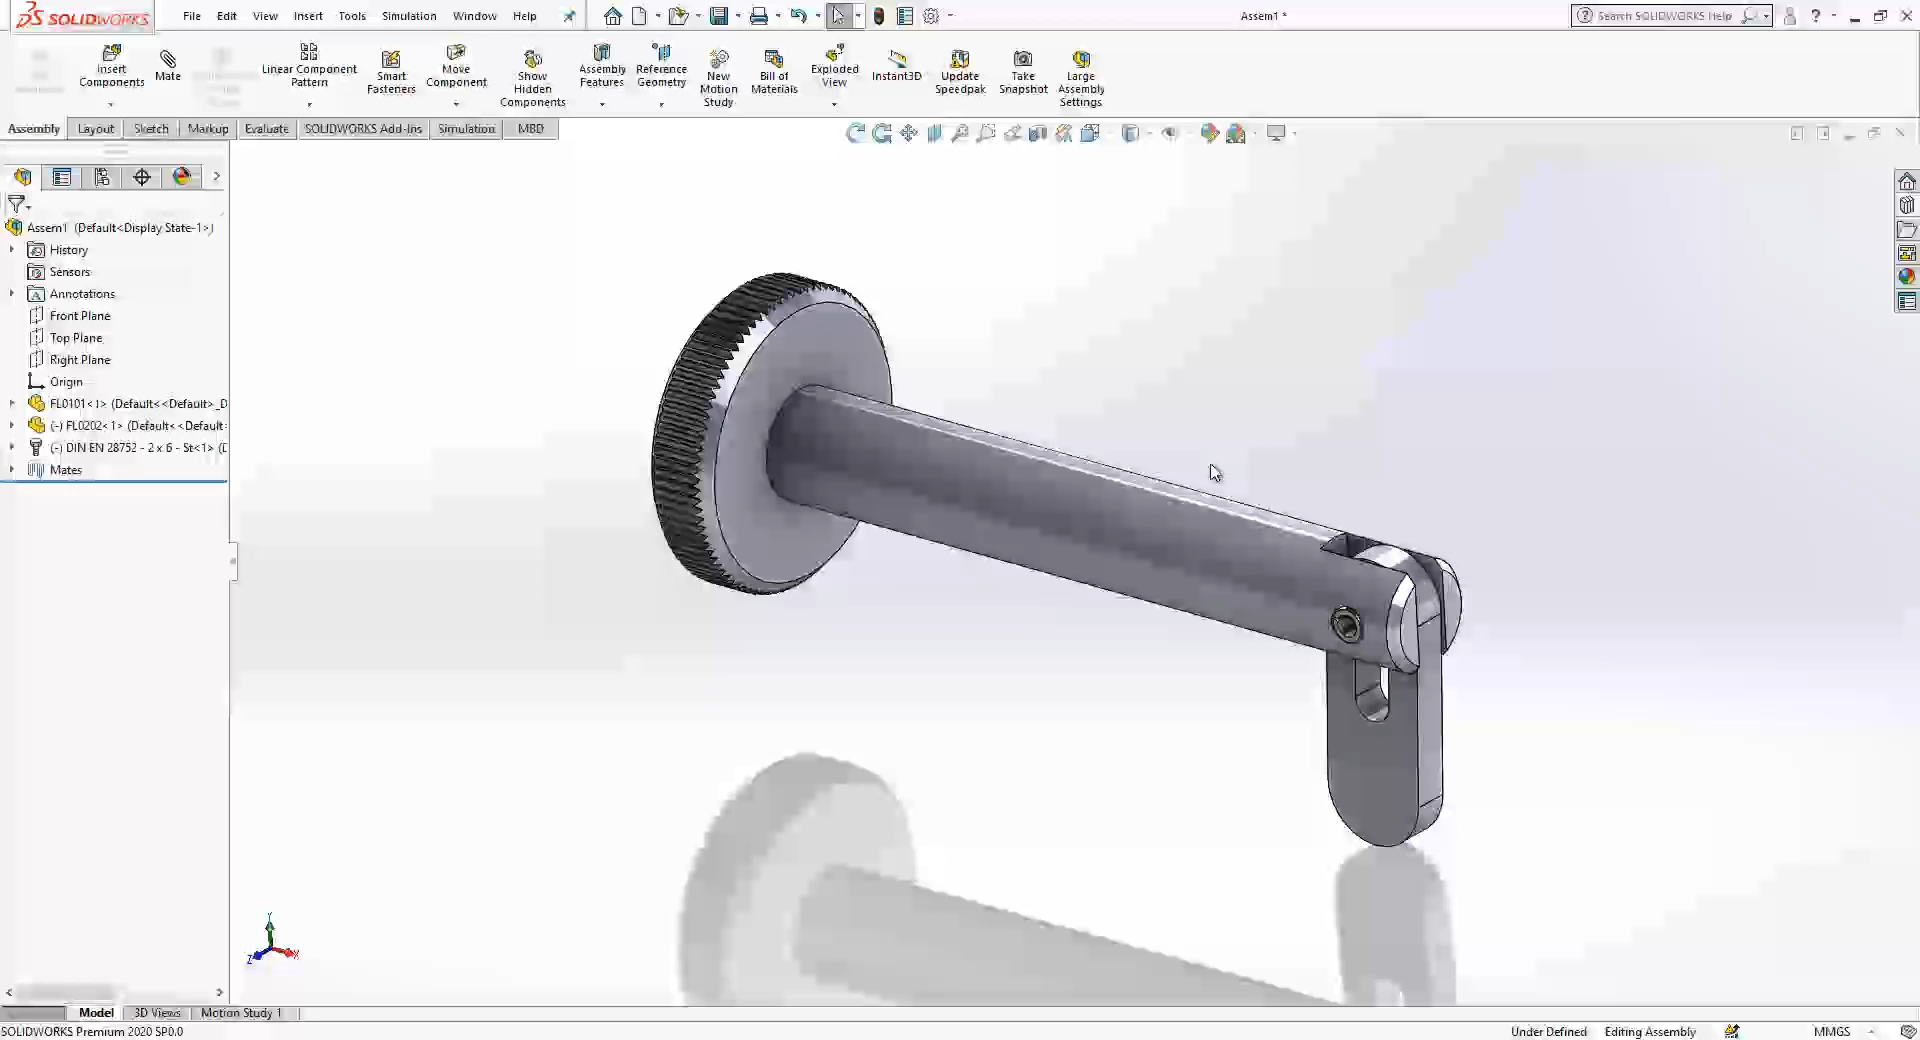 SOLIDWORKS File Edit View Insert Tools Simulation Window Help Assem1 * Search SOLIDWORKS Help ?
Insert Components
Mate
Linear Component Pattern
Smart Fasteners
Move Component
Show Hidden Components
Assembly Features
Reference Geometry
New Motion Study
Bill of Materials
Exploded View
Instant3D
Update Speedpak
Take Snapshot
Large Assembly Settings
Assembly Layout Sketch Markup Evaluate SOLIDWORKS Add-Ins Simulation MBD
Assem1 (Default<Display State-1>)
History
Sensors
Annotations
Front Plane
Top Plane
Right Plane
Origin
FL0101<1> (Default<<Default>_D
(-) FL0202<1> (Default<<Default
(-) DIN EN 28752 - 2 x 6 - St<1> (D
Mates
Y
Z X
Model 3D Views Motion Study 1
SOLIDWORKS Premium 2020 SP0.0 Under Defined Editing Assembly MMGS